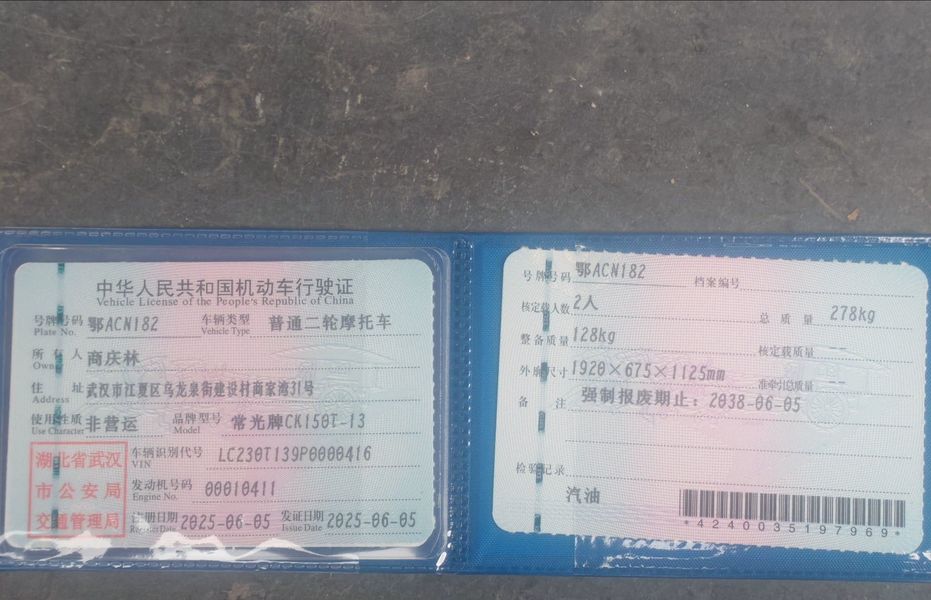 中华人民共和国机动车行驶证
Vehicle License of the People's Republic of China
号牌号码 鄂ACN182 车辆类型 普通二轮摩托车
Plate No. Vehicle Type
所有人 商庆林
Owner
住址 武汉市江夏区乌龙泉街建设村商家湾31号
Address
使用性质 非营运 品牌型号 常光牌CK150T-13
Use Character Model
湖北省武汉
市公安局
交通管理局
车辆识别代号 LC230T139P0000416
VIN
发动机号码 00010411
Engine No.
注册日期 2025-06-05 发证日期 2025-06-05
Register Date Issue Date
号牌号码 鄂ACN182 档案编号
核定载人数 2人 总质量 278kg
整备质量 128kg 核定载质量 --
外廓尺寸 1920×675×1125mm 准牵引总质量 --
备注 强制报废期止：2038-06-05
检验记录
汽油
*4240035197969*